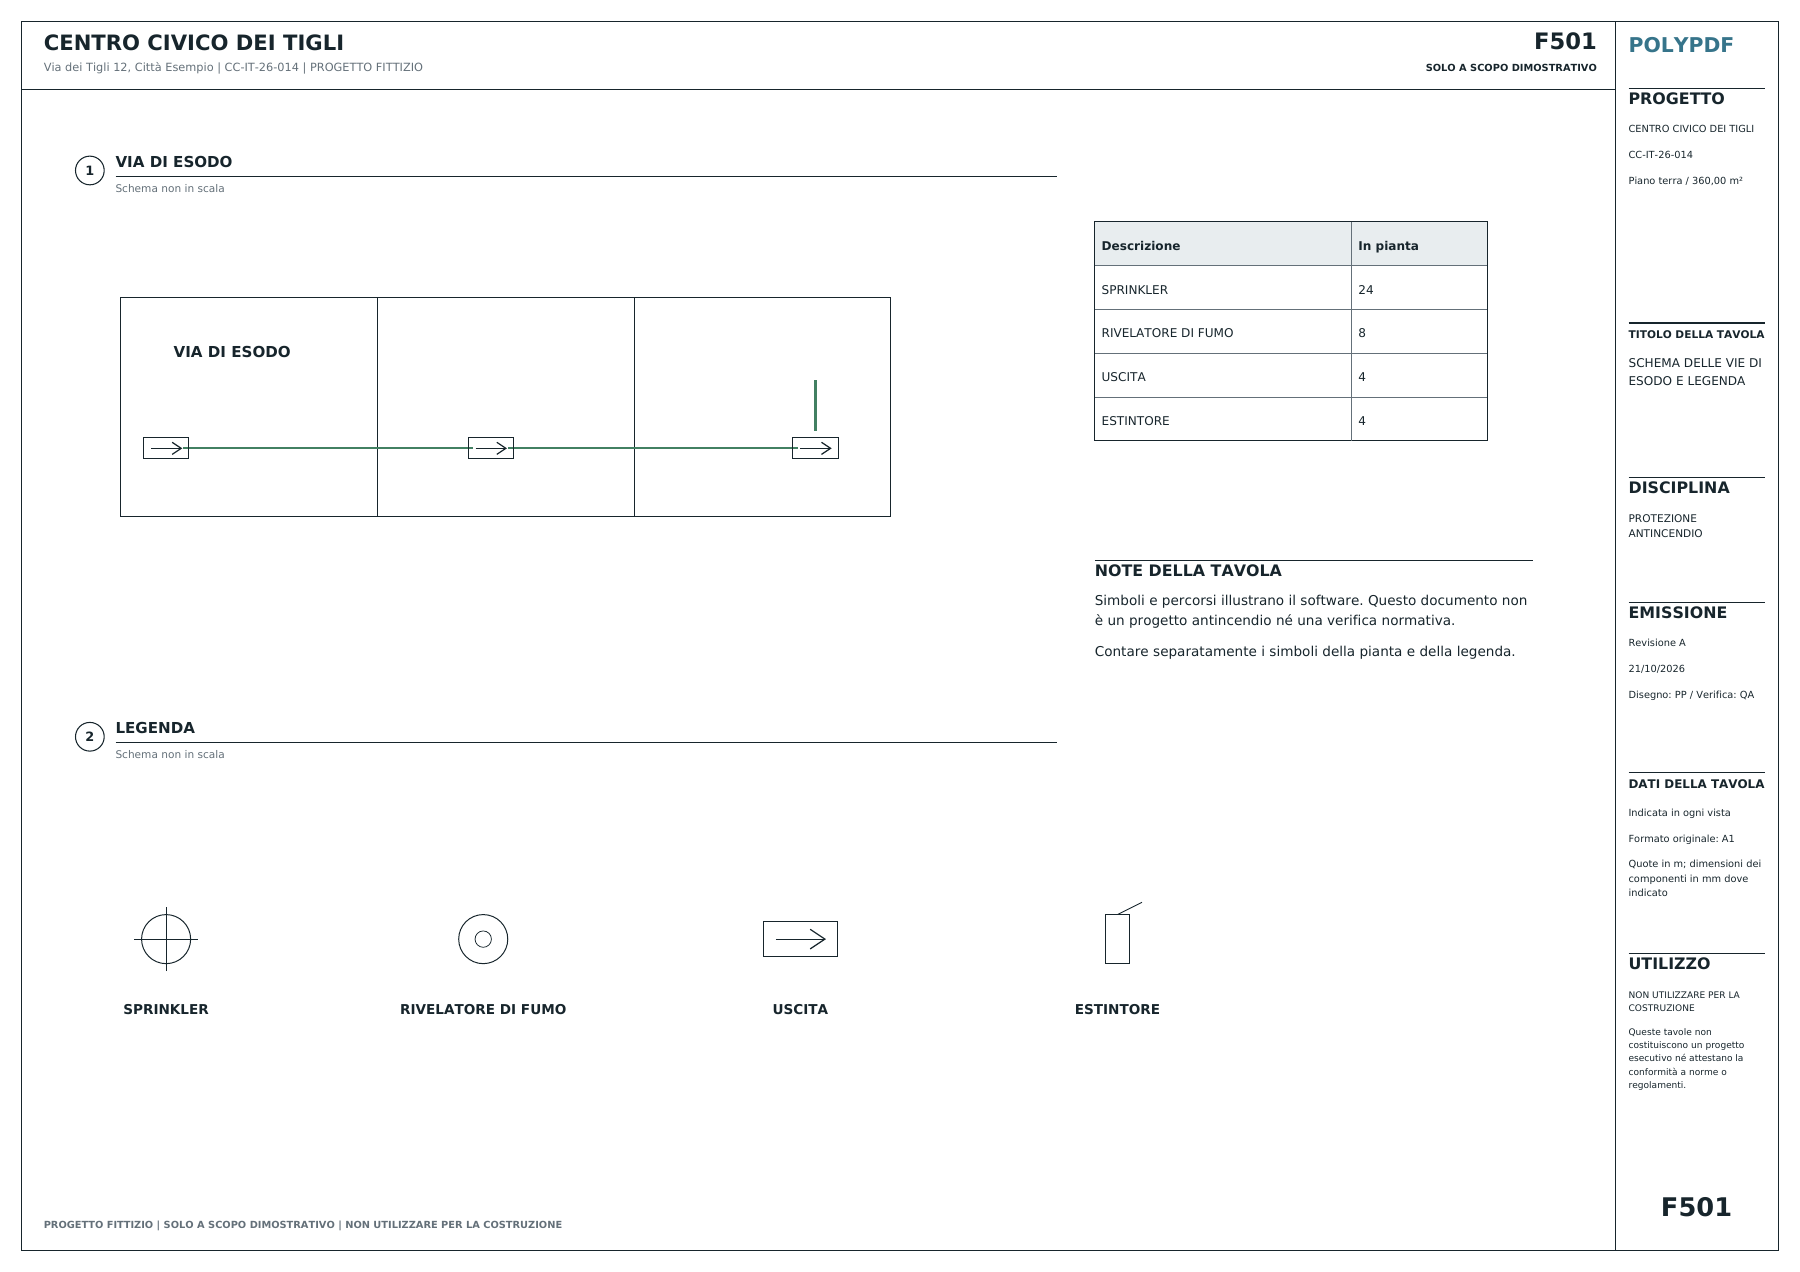 CENTRO CIVICO DEI TIGLI
Via dei Tigli 12, Città Esempio | CC-IT-26-014 | PROGETTO FITTIZIO
F501
SOLO A SCOPO DIMOSTRATIVO
1
VIA DI ESODO
Schema non in scala
VIA DI ESODO
Descrizione In pianta
SPRINKLER 24
RIVELATORE DI FUMO 8
USCITA 4
ESTINTORE 4
NOTE DELLA TAVOLA
Simboli e percorsi illustrano il software. Questo documento non
è un progetto antincendio né una verifica normativa.
Contare separatamente i simboli della pianta e della legenda.
2
LEGENDA
Schema non in scala
SPRINKLER
RIVELATORE DI FUMO
USCITA
ESTINTORE
PROGETTO FITTIZIO | SOLO A SCOPO DIMOSTRATIVO | NON UTILIZZARE PER LA COSTRUZIONE
POLYPDF
PROGETTO
CENTRO CIVICO DEI TIGLI
CC-IT-26-014
Piano terra / 360,00 m²
TITOLO DELLA TAVOLA
SCHEMA DELLE VIE DI
ESODO E LEGENDA
DISCIPLINA
PROTEZIONE
ANTINCENDIO
EMISSIONE
Revisione A
21/10/2026
Disegno: PP / Verifica: QA
DATI DELLA TAVOLA
Indicata in ogni vista
Formato originale: A1
Quote in m; dimensioni dei
componenti in mm dove
indicato
UTILIZZO
NON UTILIZZARE PER LA
COSTRUZIONE
Queste tavole non
costituiscono un progetto
esecutivo né attestano la
conformità a norme o
regolamenti.
F501